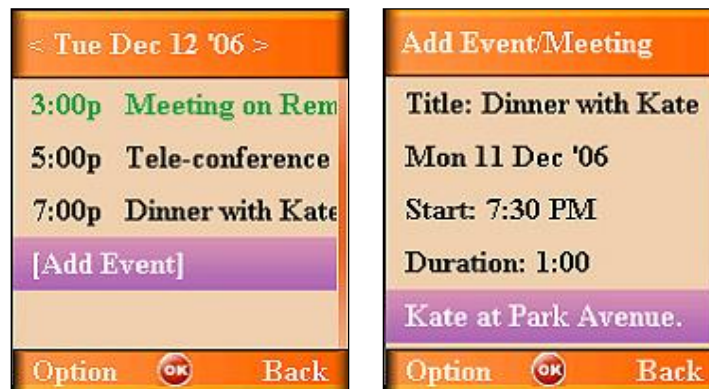 < Tue Dec 12 '06 >
3:00p Meeting on Rem
5:00p Tele-conference
7:00p Dinner with Kate
[Add Event]
Option OK Back
Add Event/Meeting
Title: Dinner with Kate
Mon 11 Dec '06
Start: 7:30 PM
Duration: 1:00
Kate at Park Avenue.
Option OK Back